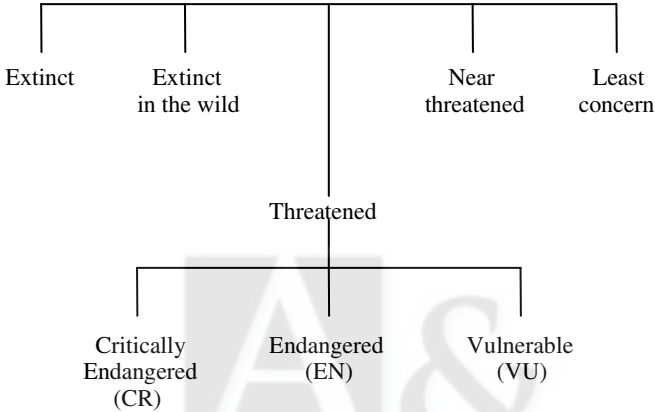 Extinct
Extinct
in the wild
Near
threatened
Least
concern
Threatened
Critically
Endangered
(CR)
Endangered
(EN)
Vulnerable
(VU)
A&